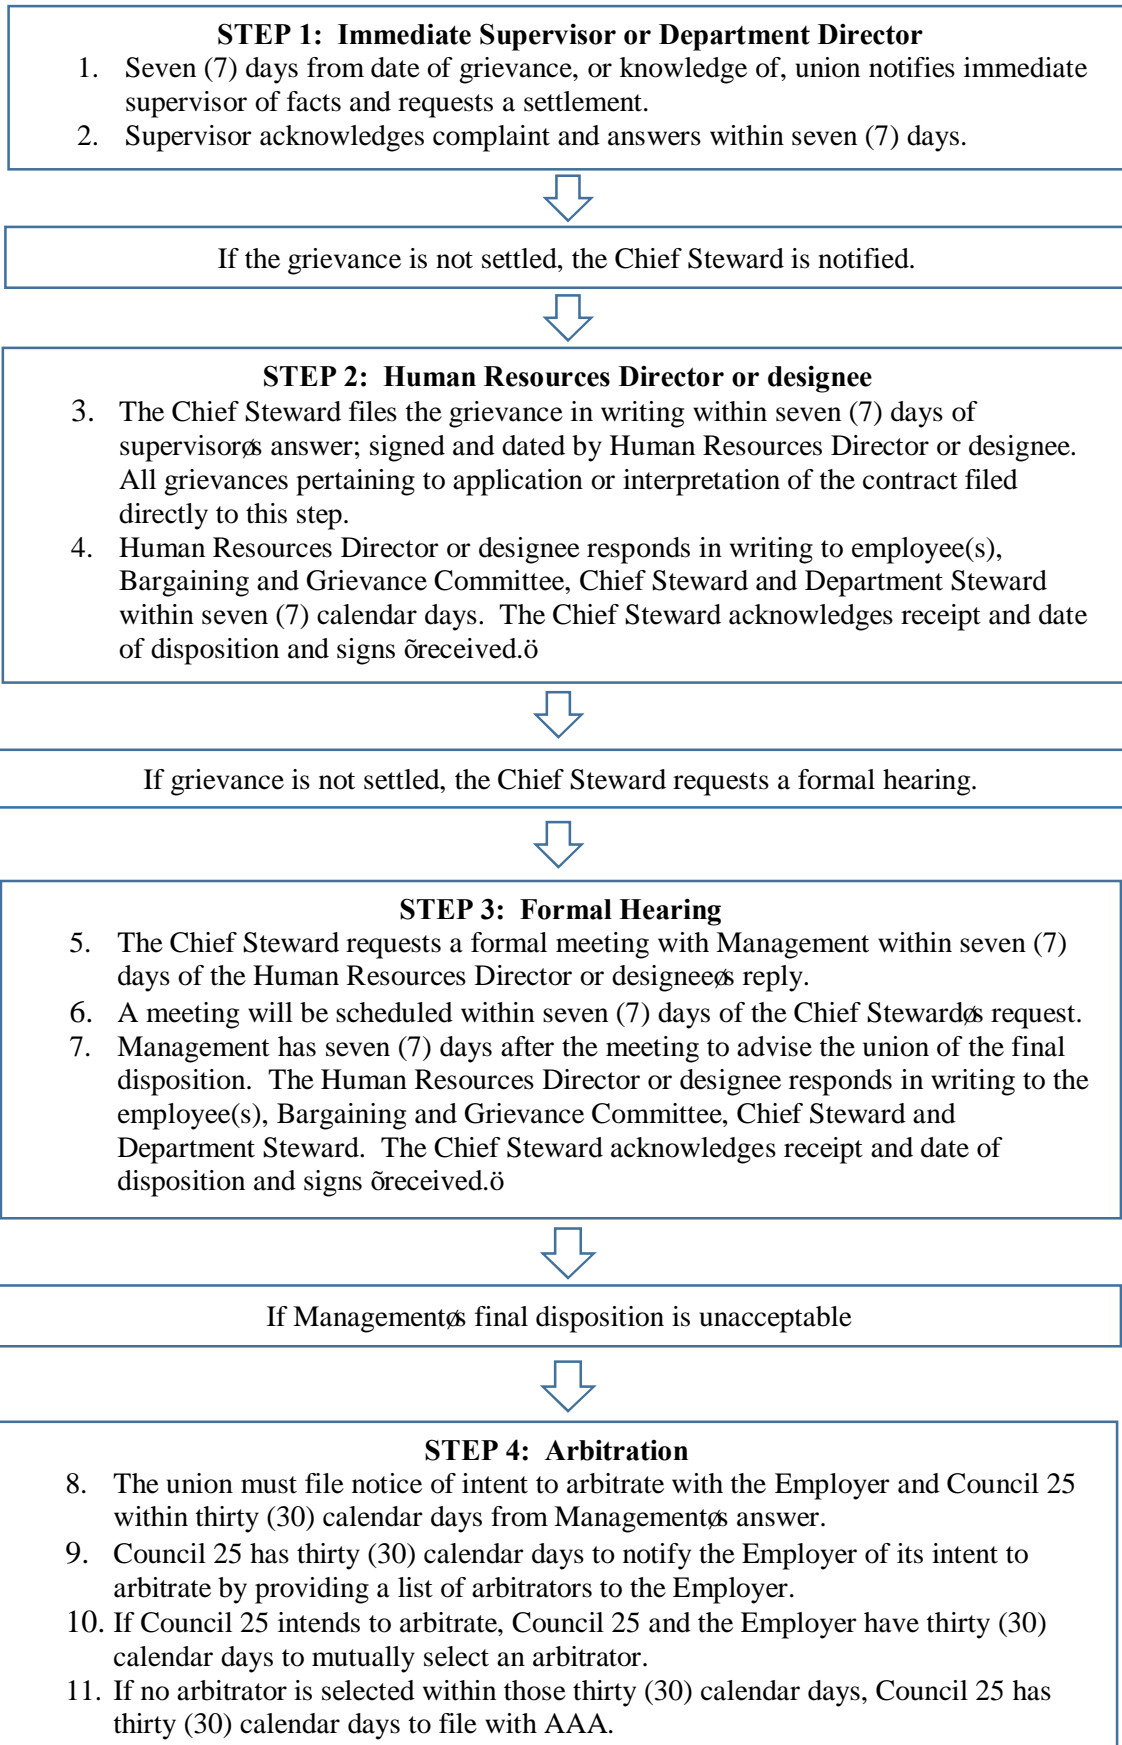 STEP 1: Immediate Supervisor or Department Director
1. Seven (7) days from date of grievance, or knowledge of, union notifies immediate
supervisor of facts and requests a settlement.
2. Supervisor acknowledges complaint and answers within seven (7) days.
If the grievance is not settled, the Chief Steward is notified.
STEP 2: Human Resources Director or designee
3. The Chief Steward files the grievance in writing within seven (7) days of
supervisorøs answer; signed and dated by Human Resources Director or designee.
All grievances pertaining to application or interpretation of the contract filed
directly to this step.
4. Human Resources Director or designee responds in writing to employee(s),
Bargaining and Grievance Committee, Chief Steward and Department Steward
within seven (7) calendar days. The Chief Steward acknowledges receipt and date
of disposition and signs õreceived.ö
If grievance is not settled, the Chief Steward requests a formal hearing.
STEP 3: Formal Hearing
5. The Chief Steward requests a formal meeting with Management within seven (7)
days of the Human Resources Director or designeeøs reply.
6. A meeting will be scheduled within seven (7) days of the Chief Stewardøs request.
7. Management has seven (7) days after the meeting to advise the union of the final
disposition. The Human Resources Director or designee responds in writing to the
employee(s), Bargaining and Grievance Committee, Chief Steward and
Department Steward. The Chief Steward acknowledges receipt and date of
disposition and signs õreceived.ö
If Managementøs final disposition is unacceptable
STEP 4: Arbitration
8. The union must file notice of intent to arbitrate with the Employer and Council 25
within thirty (30) calendar days from Managementøs answer.
9. Council 25 has thirty (30) calendar days to notify the Employer of its intent to
arbitrate by providing a list of arbitrators to the Employer.
10. If Council 25 intends to arbitrate, Council 25 and the Employer have thirty (30)
calendar days to mutually select an arbitrator.
11. If no arbitrator is selected within those thirty (30) calendar days, Council 25 has
thirty (30) calendar days to file with AAA.